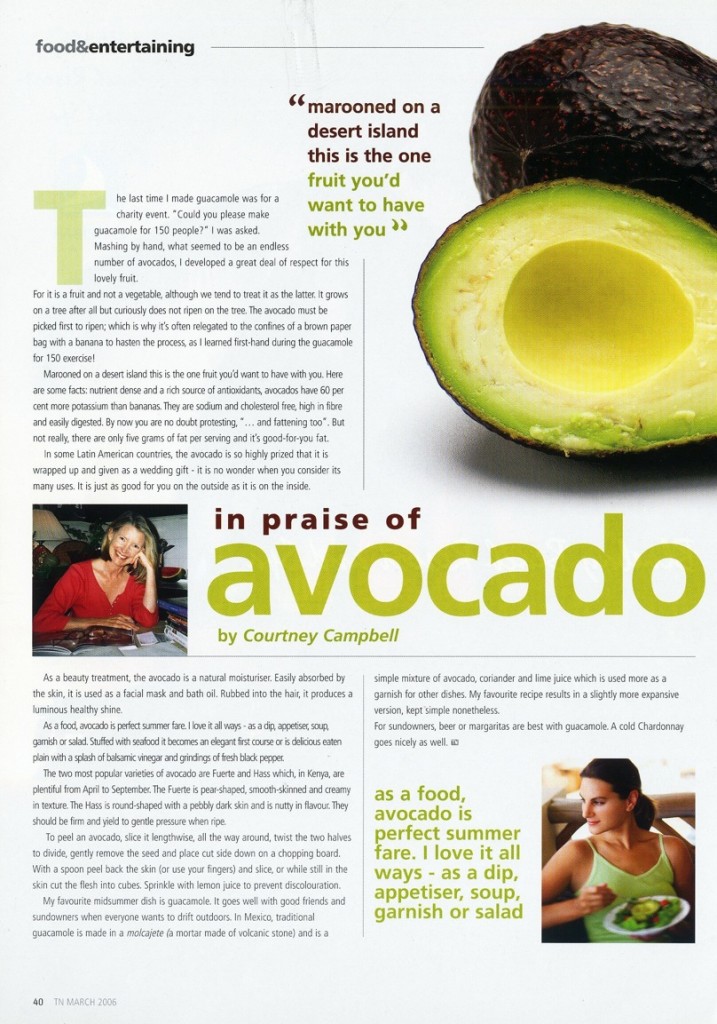 food&entertaining
“marooned on a
desert island
this is the one
fruit you’d
want to have
with you”
The last time I made guacamole was for a
charity event. “Could you please make
guacamole for 150 people?” I was asked.
Mashing by hand, what seemed to be an endless
number of avocados, I developed a great deal of respect for this
lovely fruit.
For it is a fruit and not a vegetable, although we tend to treat it as the latter. It grows
on a tree after all but curiously does not ripen on the tree. The avocado must be
picked first to ripen; which is why it’s often relegated to the confines of a brown paper
bag with a banana to hasten the process, as I learned first-hand during the guacamole
for 150 exercise!
Marooned on a desert island this is the one fruit you’d want to have with you. Here
are some facts: nutrient dense and a rich source of antioxidants, avocados have 60 per
cent more potassium than bananas. They are sodium and cholesterol free, high in fibre
and easily digested. By now you are no doubt protesting, “... and fattening too”. But
not really, there are only five grams of fat per serving and it’s good-for-you fat.
In some Latin American countries, the avocado is so highly prized that it is
wrapped up and given as a wedding gift - it is no wonder when you consider its
many uses. It is just as good for you on the outside as it is on the inside.
in praise of
avocado
by Courtney Campbell
As a beauty treatment, the avocado is a natural moisturiser. Easily absorbed by
the skin, it is used as a facial mask and bath oil. Rubbed into the hair, it produces a
luminous healthy shine.
As a food, avocado is perfect summer fare. I love it all ways - as a dip, appetiser, soup,
garnish or salad. Stuffed with seafood it becomes an elegant first course or is delicious eaten
plain with a splash of balsamic vinegar and grindings of fresh black pepper.
The two most popular varieties of avocado are Fuerte and Hass which, in Kenya, are
plentiful from April to September. The Fuerte is pear-shaped, smooth-skinned and creamy
in texture. The Hass is round-shaped with a pebbly dark skin and is nutty in flavour. They
should be firm and yield to gentle pressure when ripe.
To peel an avocado, slice it lengthwise, all the way around, twist the two halves
to divide, gently remove the seed and place cut side down on a chopping board.
With a spoon peel back the skin (or use your fingers) and slice, or while still in the
skin cut the flesh into cubes. Sprinkle with lemon juice to prevent discolouration.
My favourite midsummer dish is guacamole. It goes well with good friends and
sundowners when everyone wants to drift outdoors. In Mexico, traditional
guacamole is made in a molcajete (a mortar made of volcanic stone) and is a
simple mixture of avocado, coriander and lime juice which is used more as a
garnish for other dishes. My favourite recipe results in a slightly more expansive
version, kept simple nonetheless.
For sundowners, beer or margaritas are best with guacamole. A cold Chardonnay
goes nicely as well.
as a food,
avocado is
perfect summer
fare. I love it all
ways - as a dip,
appetiser, soup,
garnish or salad
40 TN MARCH 2006